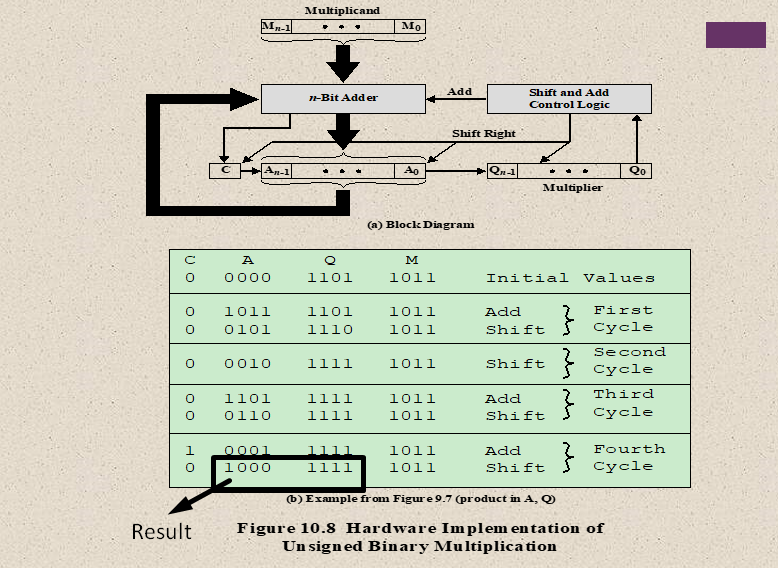 Multiplicand
Mn-1 • • • M0
n-Bit Adder
Add
Shift and Add
Control Logic
Shift Right
C
An-1 • • • A0
Qn-1 • • • Q0
Multiplier
(a) Block Diagram
C A Q M
0 0000 1101 1011 Initial Values
0 1011 1101 1011 Add First
0 0101 1110 1011 Shift Cycle
0 0010 1111 1011 Shift Second
Cycle
0 1101 1111 1011 Add Third
0 0110 1111 1011 Shift Cycle
1 0001 1111 1011 Add Fourth
0 1000 1111 1011 Shift Cycle
(b) Example from Figure 9.7 (product in A, Q)
Result
Figure 10.8 Hardware Implementation of
Unsigned Binary Multiplication